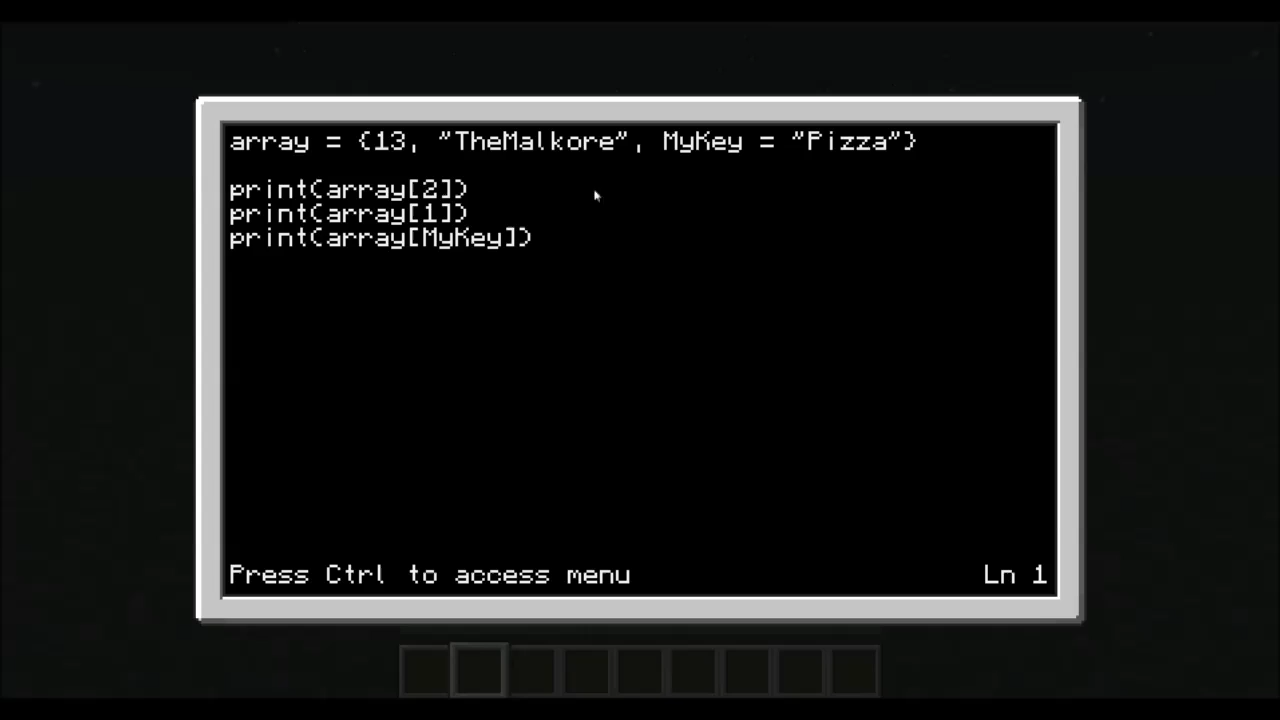 array = {13, "TheMalkore", MyKey = "Pizza"}
print(array[2])
print(array[1])
print(array[MyKey])
Press Ctrl to access menu
Ln 1